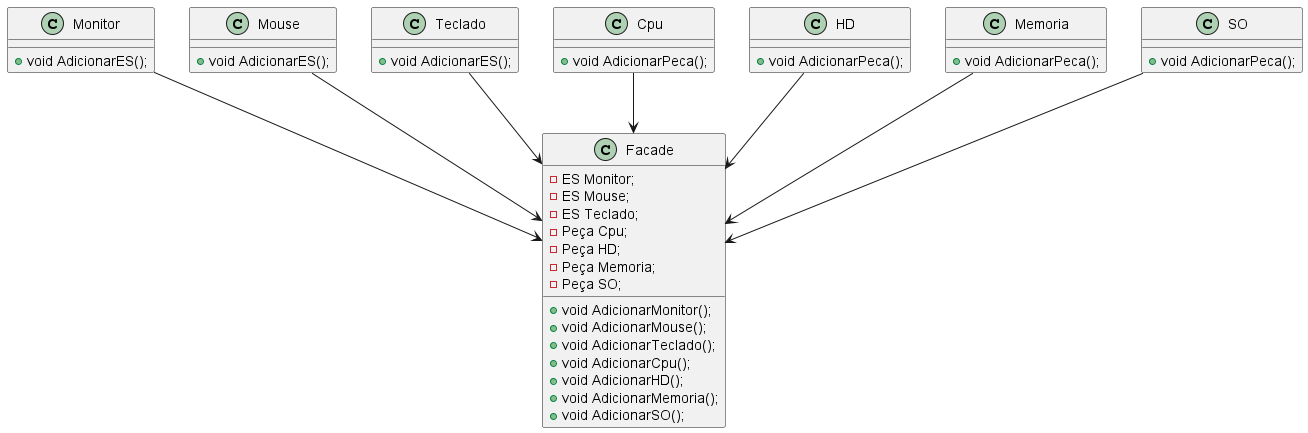 Monitor
void AdicionarES();
Mouse
void AdicionarES();
Teclado
void AdicionarES();
Cpu
void AdicionarPeca();
HD
void AdicionarPeca();
Memoria
void AdicionarPeca();
SO
void AdicionarPeca();
Facade
ES Monitor;
ES Mouse;
ES Teclado;
Peça Cpu;
Peça HD;
Peça Memoria;
Peça SO;
void AdicionarMonitor();
void AdicionarMouse();
void AdicionarTeclado();
void AdicionarCpu();
void AdicionarHD();
void AdicionarMemoria();
void AdicionarSO();